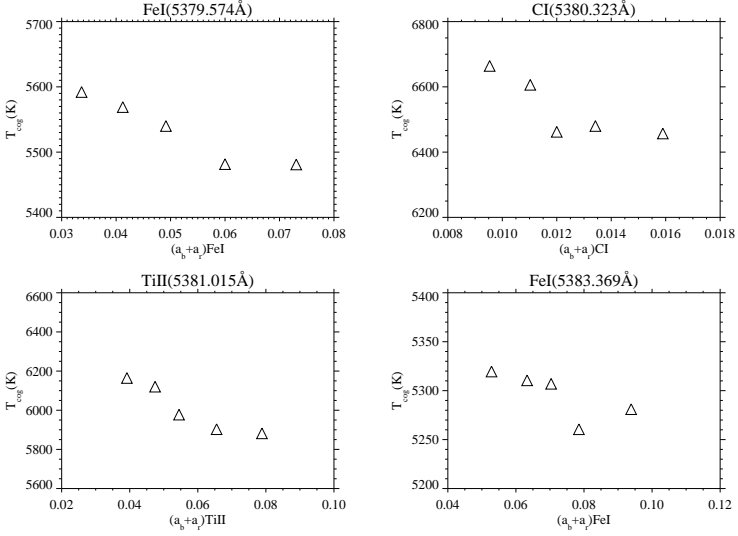 FeI(5379.574Å)
5700
5600
5500
5400
T_cog(K)
0.03 0.04 0.05 0.06 0.07 0.08
(a_b+a_r)FeI
CI(5380.323Å)
6800
6600
6400
6200
T_cog(K)
0.008 0.010 0.012 0.014 0.016 0.018
(a_b+a_r)CI
TiII(5381.015Å)
6600
6400
6200
6000
5800
5600
T_cog(K)
0.02 0.04 0.06 0.08 0.10
(a_b+a_r)TiII
FeI(5383.369Å)
5400
5350
5300
5250
5200
T_cog(K)
0.04 0.06 0.08 0.10 0.12
(a_b+a_r)FeI